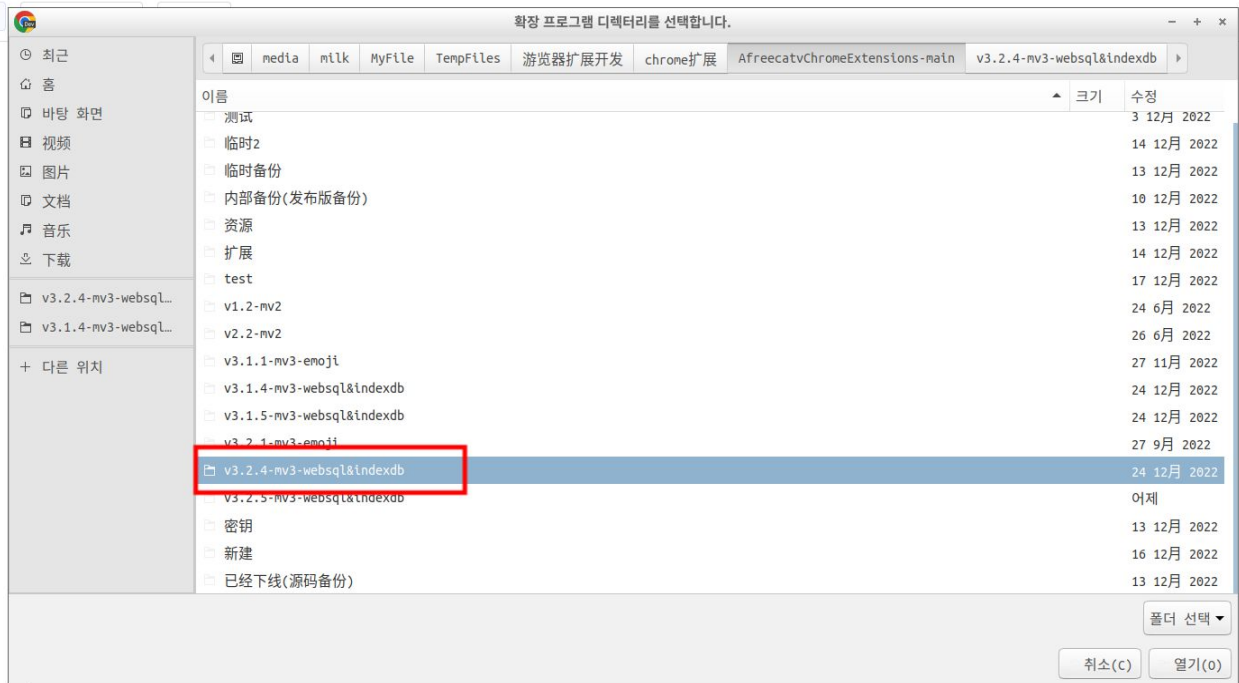 Dev
확장 프로그램 디렉터리를 선택합니다.
최근
홈
바탕 화면
视频
图片
文档
音乐
下载
v3.2.4-mv3-websql…
v3.1.4-mv3-websql…
+ 다른 위치
media milk MyFile TempFiles 游览器扩展开发 chrome扩展 AfreecatvChromeExtensions-main v3.2.4-mv3-websql&indexdb
이름 크기 수정
测试 3 12月 2022
临时2 14 12月 2022
临时备份 13 12月 2022
内部备份(发布版备份) 10 12月 2022
资源 13 12月 2022
扩展 14 12月 2022
test 17 12月 2022
v1.2-mv2 24 6月 2022
v2.2-mv2 26 6月 2022
v3.1.1-mv3-emoji 27 11月 2022
v3.1.4-mv3-websql&indexdb 24 12月 2022
v3.1.5-mv3-websql&indexdb 24 12月 2022
v3.2.1-mv3-emoji 27 9月 2022
v3.2.4-mv3-websql&indexdb 24 12月 2022
v3.2.5-mv3-websql&indexdb 어제
密钥 13 12月 2022
新建 16 12月 2022
已经下线(源码备份) 13 12月 2022
폴더 선택
취소(C) 열기(O)